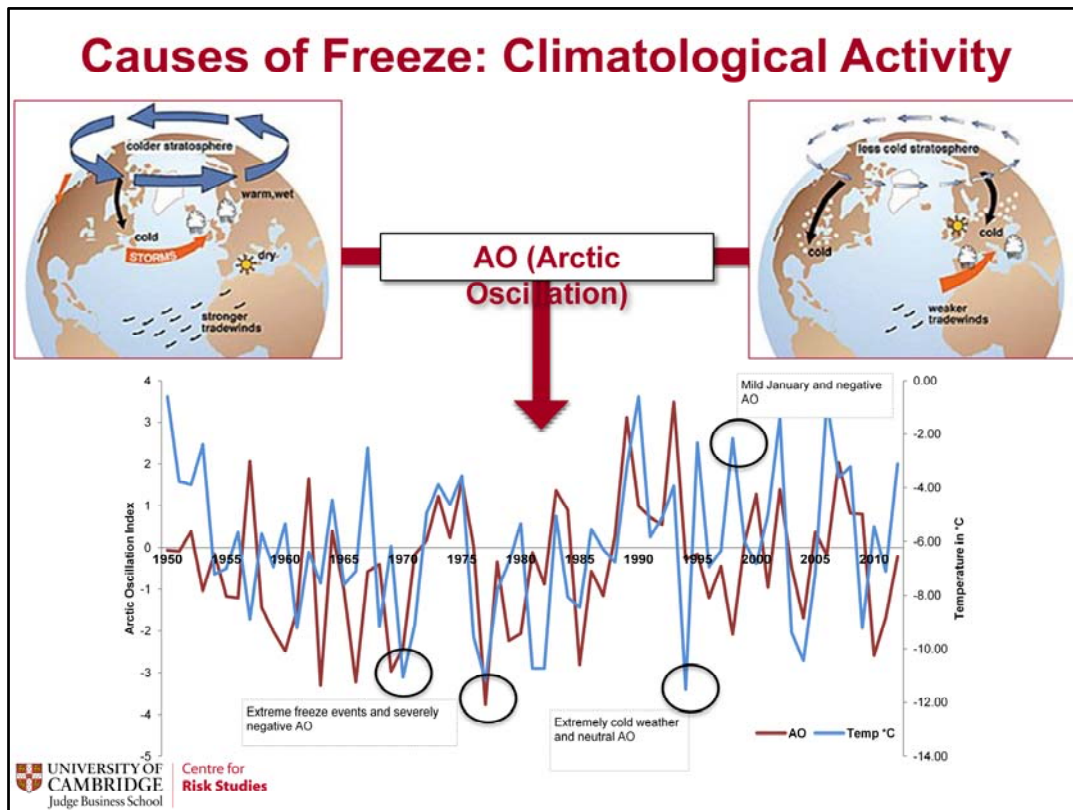 Causes of Freeze: Climatological Activity
colder stratosphere
warm,wet
cold
STORMS
dry
stronger
tradewinds
less cold stratosphere
cold
cold
weaker
tradewinds
AO (Arctic
Oscillation)
Mild January and negative
AO
4
3
2
1
0
-1
-2
-3
-4
-5
Arctic Oscillation Index
1950
1955
1960
1965
1970
1975
1980
1985
1990
1995
2000
2005
2010
0.00
-2.00
-4.00
-6.00
-8.00
-10.00
-12.00
-14.00
Temperature in °C
Extreme freeze events and severely
negative AO
Extremely cold weather
and neutral AO
AO
Temp °C
UNIVERSITY OF
CAMBRIDGE
Judge Business School
Centre for
Risk Studies